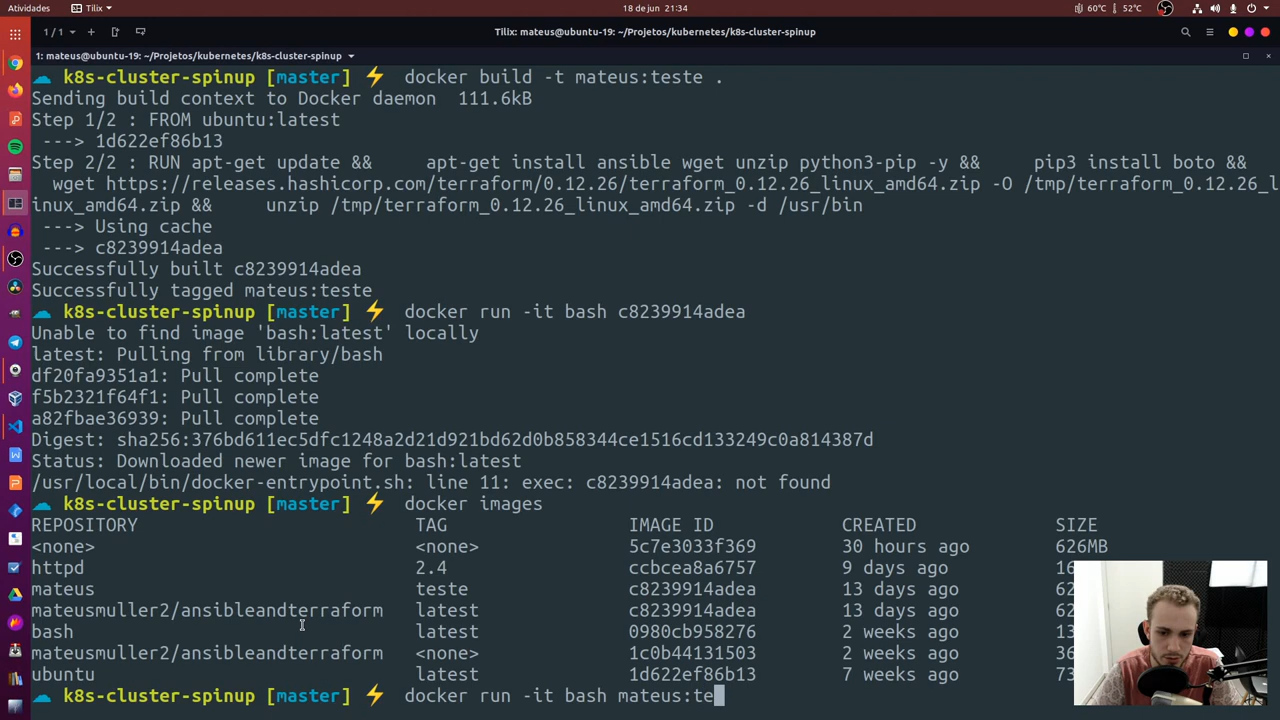 Atividades
Tilix
18 de jun 21:34
60°C
52°C
1 / 1
Tilix: mateus@ubuntu-19: ~/Projetos/kubernetes/k8s-cluster-spinup
1: mateus@ubuntu-19: ~/Projetos/kubernetes/k8s-cluster-spinup
k8s-cluster-spinup [master] ⚡ docker build -t mateus:teste .
Sending build context to Docker daemon 111.6kB
Step 1/2 : FROM ubuntu:latest
---> 1d622ef86b13
Step 2/2 : RUN apt-get update && apt-get install ansible wget unzip python3-pip -y && pip3 install boto &&
wget https://releases.hashicorp.com/terraform/0.12.26/terraform_0.12.26_linux_amd64.zip -O /tmp/terraform_0.12.26_l
inux_amd64.zip && unzip /tmp/terraform_0.12.26_linux_amd64.zip -d /usr/bin
---> Using cache
---> c8239914adea
Successfully built c8239914adea
Successfully tagged mateus:teste
k8s-cluster-spinup [master] ⚡ docker run -it bash c8239914adea
Unable to find image 'bash:latest' locally
latest: Pulling from library/bash
df20fa9351a1: Pull complete
f5b2321f64f1: Pull complete
a82fbae36939: Pull complete
Digest: sha256:376bd611ec5dfc1248a2d21d921bd62d0b858344ce1516cd133249c0a814387d
Status: Downloaded newer image for bash:latest
/usr/local/bin/docker-entrypoint.sh: line 11: exec: c8239914adea: not found
k8s-cluster-spinup [master] ⚡ docker images
REPOSITORY TAG IMAGE ID CREATED SIZE
<none> <none> 5c7e3033f369 30 hours ago 626MB
httpd 2.4 ccbcea8a6757 9 days ago 16
mateus teste c8239914adea 13 days ago 62
mateusmuller2/ansibleandterraform latest c8239914adea 13 days ago 62
bash latest 0980cb958276 2 weeks ago 13
mateusmuller2/ansibleandterraform <none> 1c0b44131503 2 weeks ago 36
ubuntu latest 1d622ef86b13 7 weeks ago 73
k8s-cluster-spinup [master] ⚡ docker run -it bash mateus:te